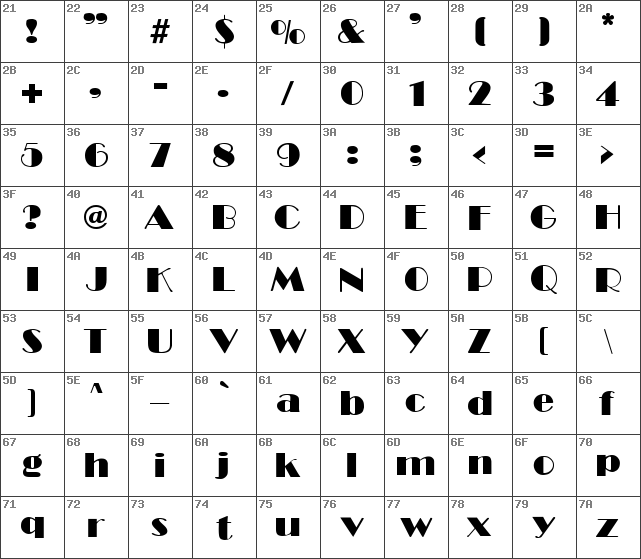 21 22 23 24 25 26 27 28 29 2A
! " # $ % & ' ( ) *
2B 2C 2D 2E 2F 30 31 32 33 34
+ , - . / 0 1 2 3 4
35 36 37 38 39 3A 3B 3C 3D 3E
5 6 7 8 9 : ; < = >
3F 40 41 42 43 44 45 46 47 48
? @ A B C D E F G H
49 4A 4B 4C 4D 4E 4F 50 51 52
I J K L M N O P Q R
53 54 55 56 57 58 59 5A 5B 5C
S T U V W X Y Z [ \
5D 5E 5F 60 61 62 63 64 65 66
] ^ _ ` a b c d e f
67 68 69 6A 6B 6C 6D 6E 6F 70
g h i j k l m n o p
71 72 73 74 75 76 77 78 79 7A
q r s t u v w x y z